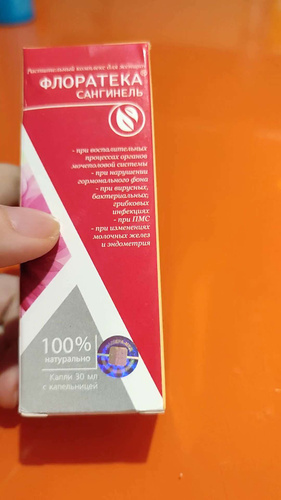 Растительный комплекс для женщин
ФЛОРАТЕКА®
САНГИНЕЛЬ
- при воспалительных
процессах органов
мочеполовой системы
- при нарушении
гормонального фона
- при вирусных,
бактериальных,
грибковых
инфекциях
- при ПМС
- при изменениях
молочных желез
и эндометрия
100%
натурально
Капли 30 мл
с капельницей